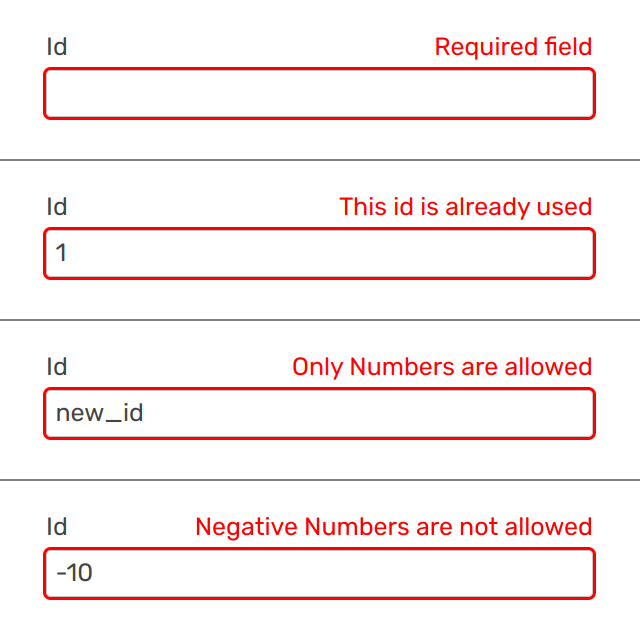 Id Required field
Id This id is already used
1
Id Only Numbers are allowed
new_id
Id Negative Numbers are not allowed
-10